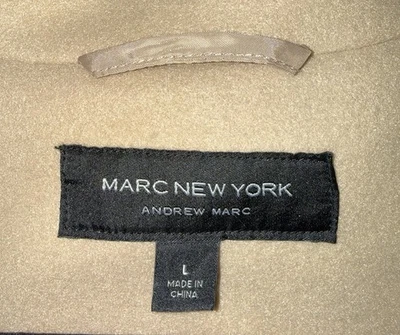 MARC NEW YORK
ANDREW MARC
L
MADE IN
CHINA